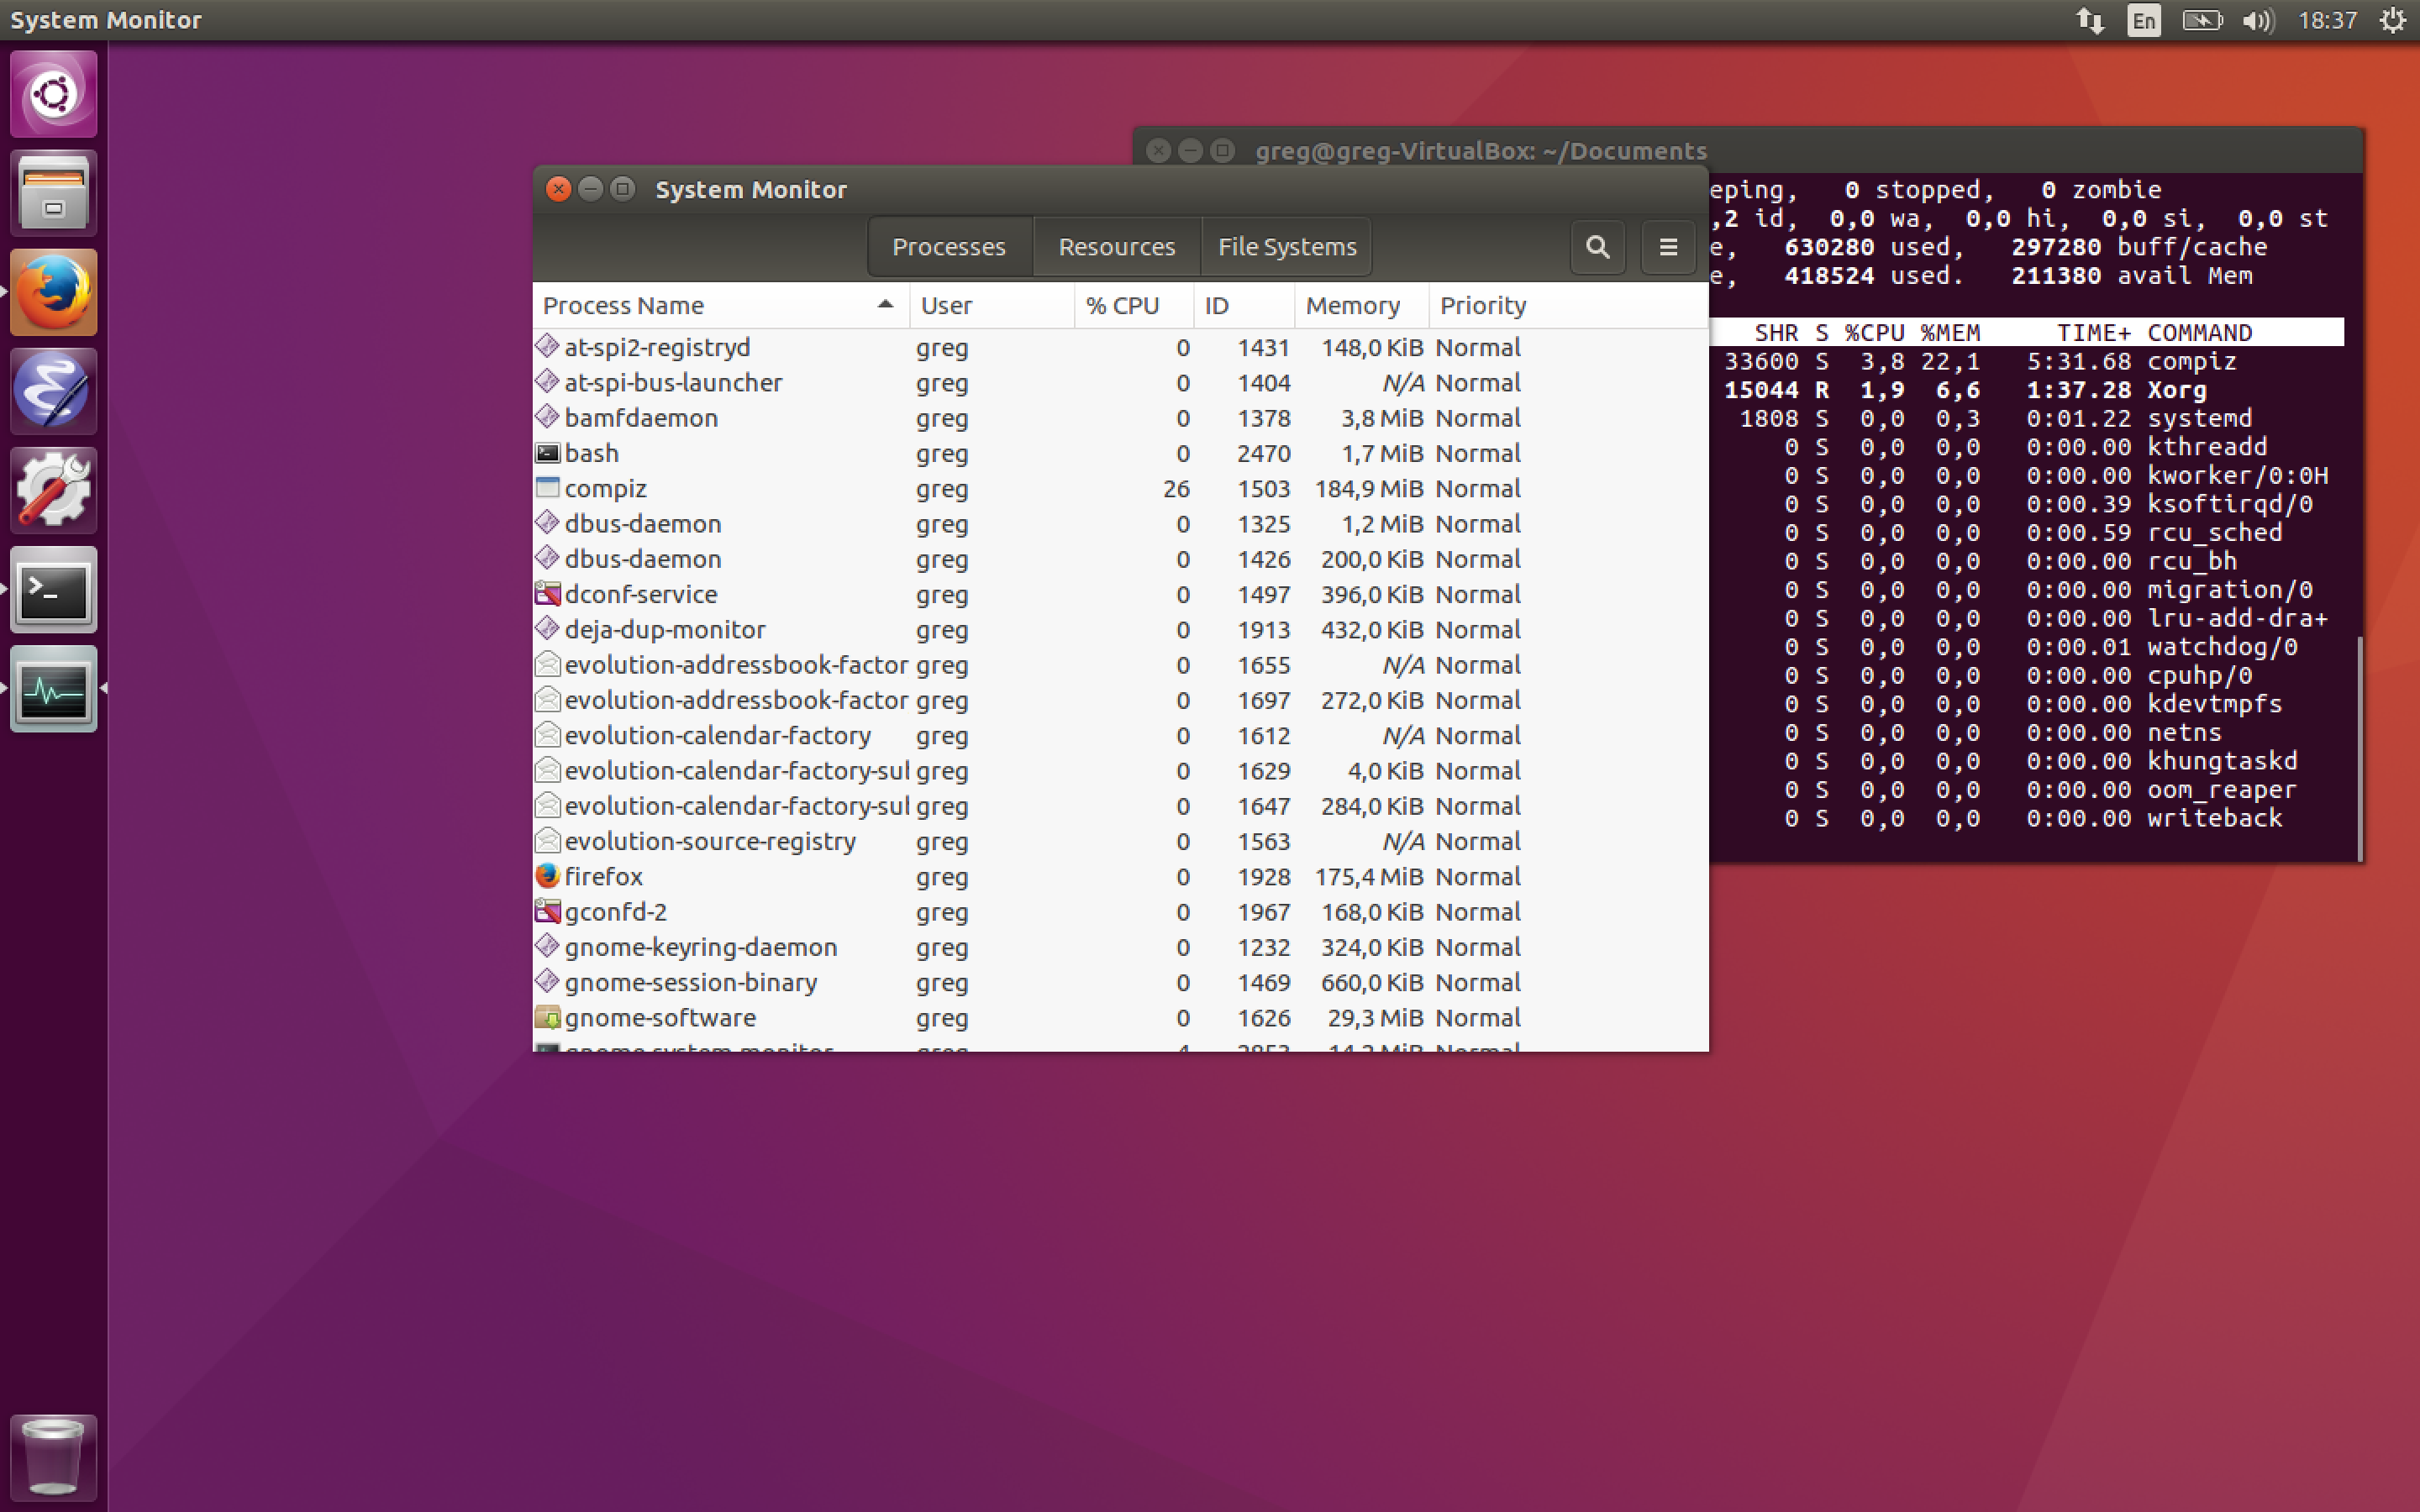 System Monitor
En 18:37
greg@greg-VirtualBox: ~/Documents
System Monitor
Processes Resources File Systems
Process Name User % CPU ID Memory Priority
at-spi2-registryd greg 0 1431 148,0 KiB Normal
at-spi-bus-launcher greg 0 1404 N/A Normal
bamfdaemon greg 0 1378 3,8 MiB Normal
bash greg 0 2470 1,7 MiB Normal
compiz greg 26 1503 184,9 MiB Normal
dbus-daemon greg 0 1325 1,2 MiB Normal
dbus-daemon greg 0 1426 200,0 KiB Normal
dconf-service greg 0 1497 396,0 KiB Normal
deja-dup-monitor greg 0 1913 432,0 KiB Normal
evolution-addressbook-factor greg 0 1655 N/A Normal
evolution-addressbook-factor greg 0 1697 272,0 KiB Normal
evolution-calendar-factory greg 0 1612 N/A Normal
evolution-calendar-factory-sul greg 0 1629 4,0 KiB Normal
evolution-calendar-factory-sul greg 0 1647 284,0 KiB Normal
evolution-source-registry greg 0 1563 N/A Normal
firefox greg 0 1928 175,4 MiB Normal
gconfd-2 greg 0 1967 168,0 KiB Normal
gnome-keyring-daemon greg 0 1232 324,0 KiB Normal
gnome-session-binary greg 0 1469 660,0 KiB Normal
gnome-software greg 0 1626 29,3 MiB Normal
eping, 0 stopped, 0 zombie
,2 id, 0,0 wa, 0,0 hi, 0,0 si, 0,0 st
e, 630280 used, 297280 buff/cache
e, 418524 used. 211380 avail Mem
SHR S %CPU %MEM TIME+ COMMAND
33600 S 3,8 22,1 5:31.68 compiz
15044 R 1,9 6,6 1:37.28 Xorg
1808 S 0,0 0,3 0:01.22 systemd
0 S 0,0 0,0 0:00.00 kthreadd
0 S 0,0 0,0 0:00.00 kworker/0:0H
0 S 0,0 0,0 0:00.39 ksoftirqd/0
0 S 0,0 0,0 0:00.59 rcu_sched
0 S 0,0 0,0 0:00.00 rcu_bh
0 S 0,0 0,0 0:00.00 migration/0
0 S 0,0 0,0 0:00.00 lru-add-dra+
0 S 0,0 0,0 0:00.01 watchdog/0
0 S 0,0 0,0 0:00.00 cpuhp/0
0 S 0,0 0,0 0:00.00 kdevtmpfs
0 S 0,0 0,0 0:00.00 netns
0 S 0,0 0,0 0:00.00 khungtaskd
0 S 0,0 0,0 0:00.00 oom_reaper
0 S 0,0 0,0 0:00.00 writeback